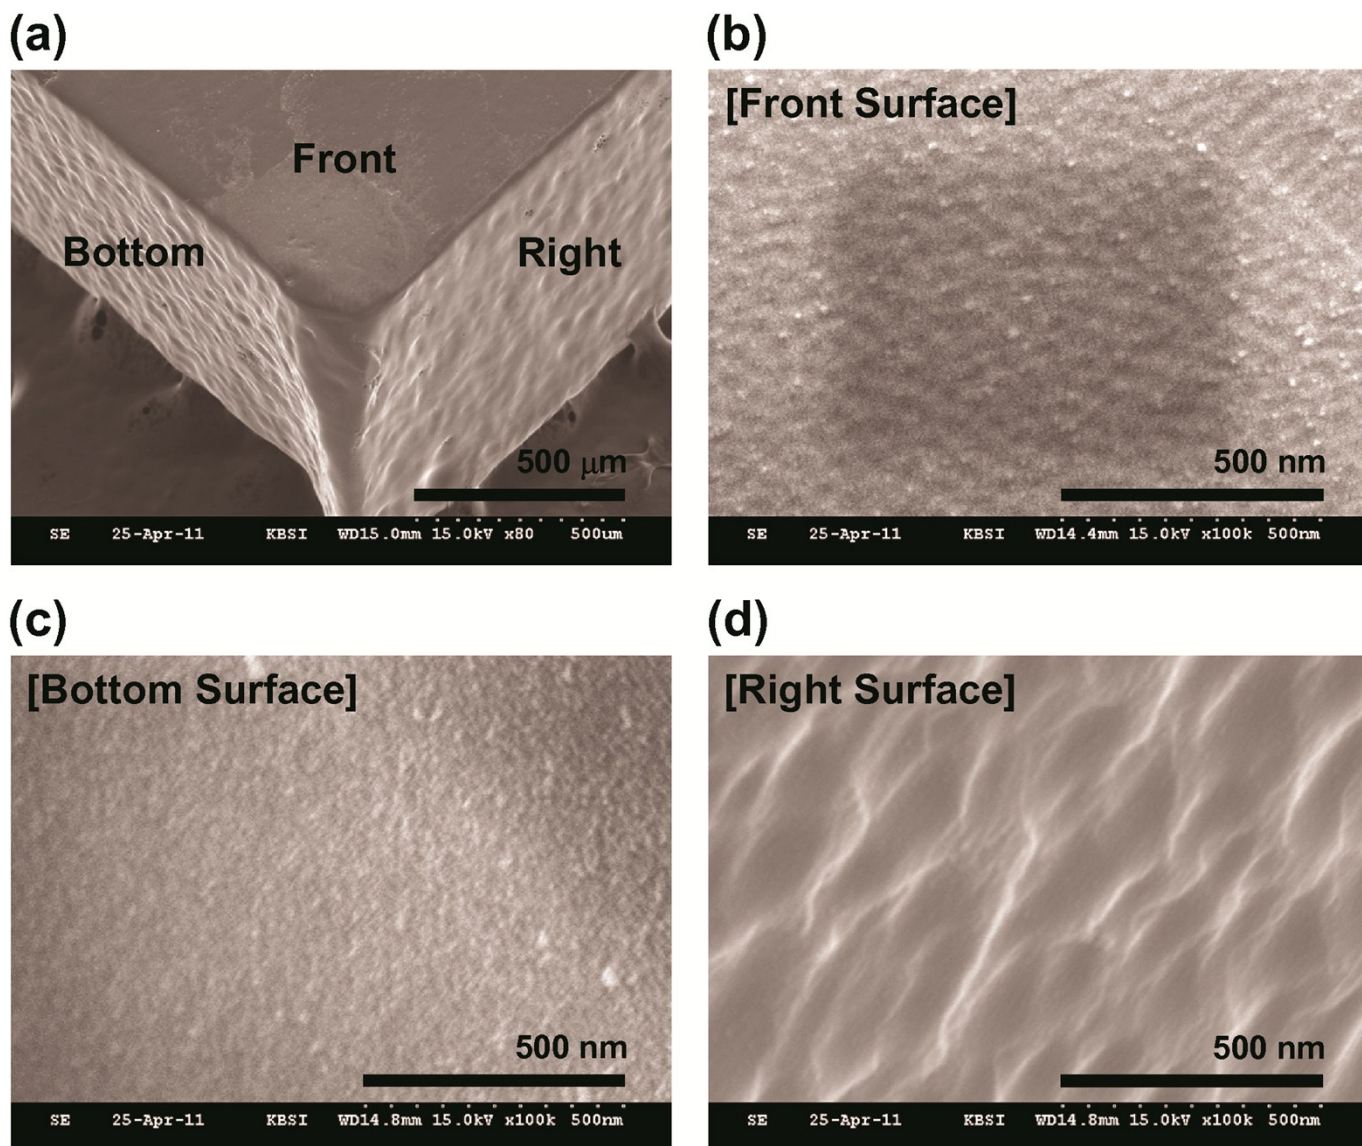 (a)
Front
Bottom
Right
500 μm
SE 25-Apr-11 KBSI WD15.0mm 15.0kV x80 500um
(b)
[Front Surface]
500 nm
SE 25-Apr-11 KBSI WD14.4mm 15.0kV x100k 500nm
(c)
[Bottom Surface]
500 nm
SE 25-Apr-11 KBSI WD14.8mm 15.0kV x100k 500nm
(d)
[Right Surface]
500 nm
SE 25-Apr-11 KBSI WD14.8mm 15.0kV x100k 500nm